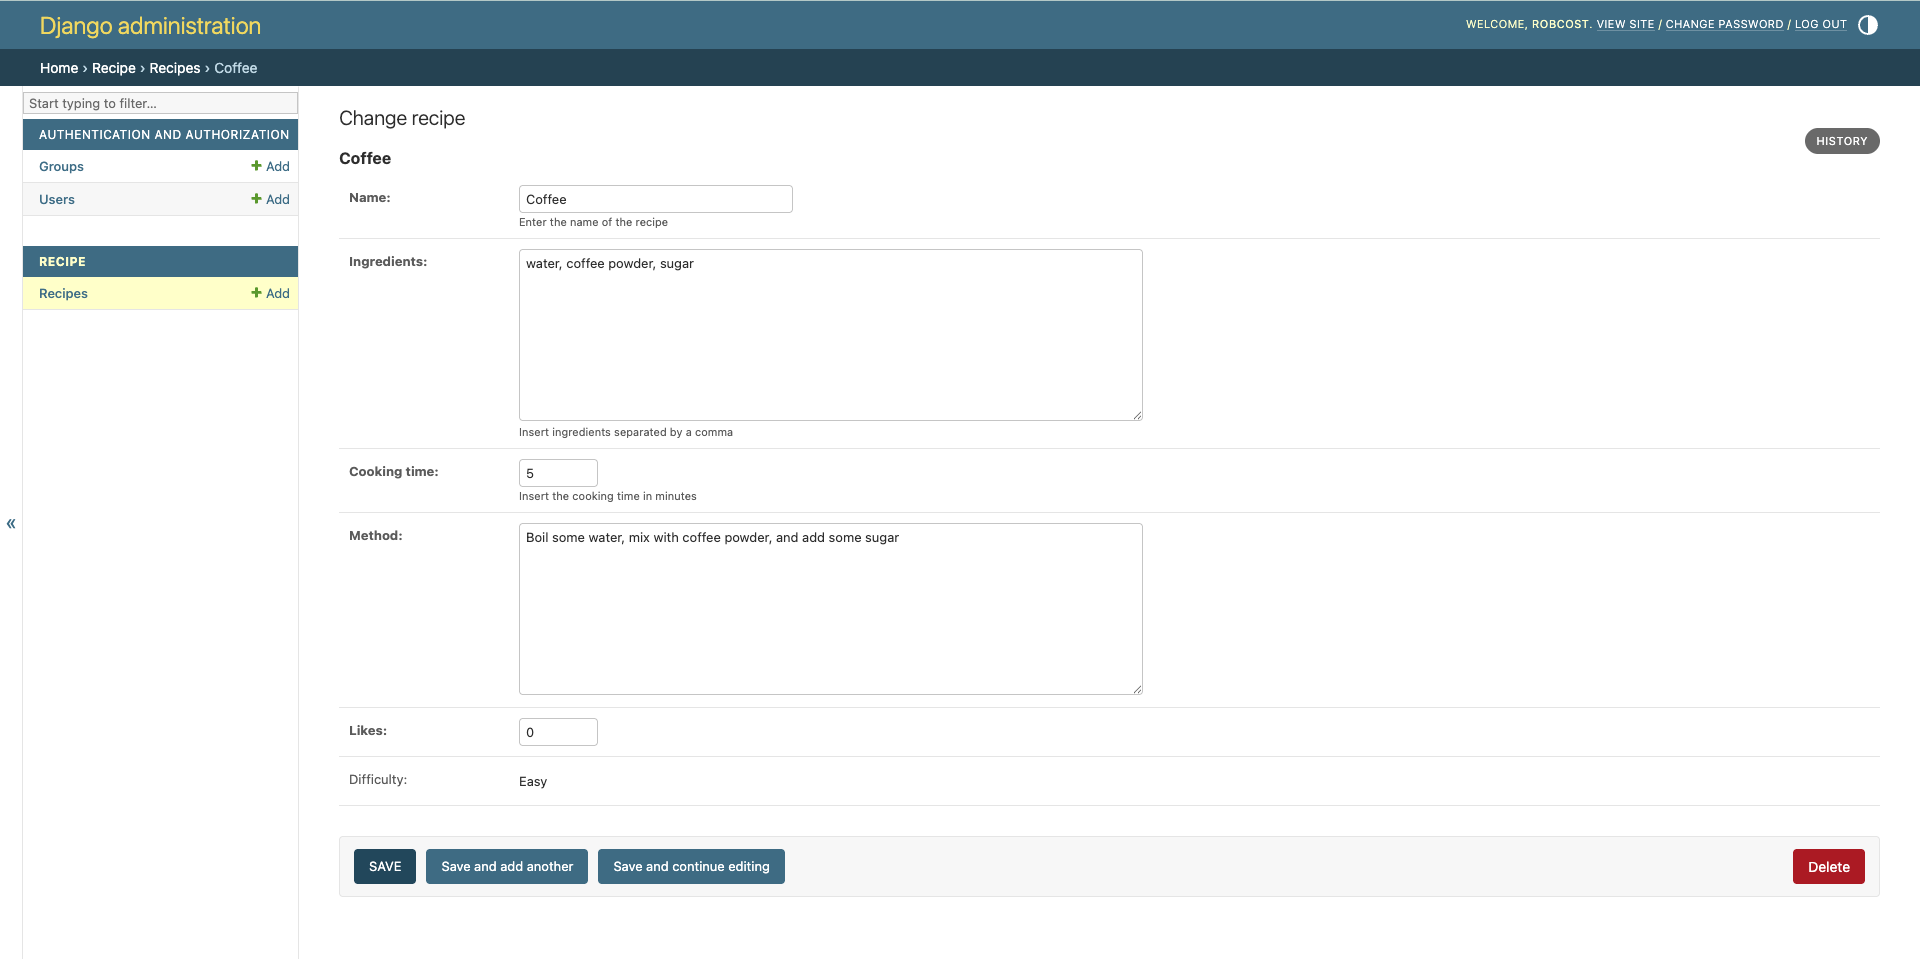 Django administration
WELCOME, ROBCOST. VIEW SITE / CHANGE PASSWORD / LOG OUT
Home › Recipe › Recipes › Coffee
Start typing to filter...
AUTHENTICATION AND AUTHORIZATION
Groups + Add
Users + Add
RECIPE
Recipes + Add
«
Change recipe
HISTORY
Coffee
Name: Coffee
Enter the name of the recipe
Ingredients: water, coffee powder, sugar
Insert ingredients separated by a comma
Cooking time: 5
Insert the cooking time in minutes
Method: Boil some water, mix with coffee powder, and add some sugar
Likes: 0
Difficulty: Easy
SAVE Save and add another Save and continue editing Delete